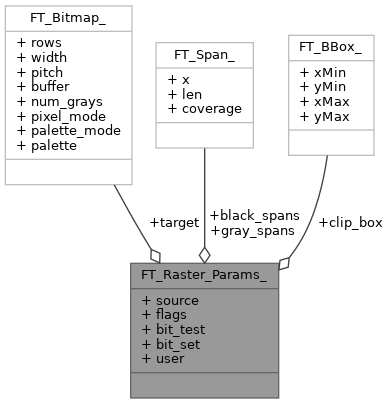 FT_Bitmap_
+ rows
+ width
+ pitch
+ buffer
+ num_grays
+ pixel_mode
+ palette_mode
+ palette
FT_Span_
+ x
+ len
+ coverage
FT_BBox_
+ xMin
+ yMin
+ xMax
+ yMax
+target
+black_spans
+gray_spans
+clip_box
FT_Raster_Params_
+ source
+ flags
+ bit_test
+ bit_set
+ user